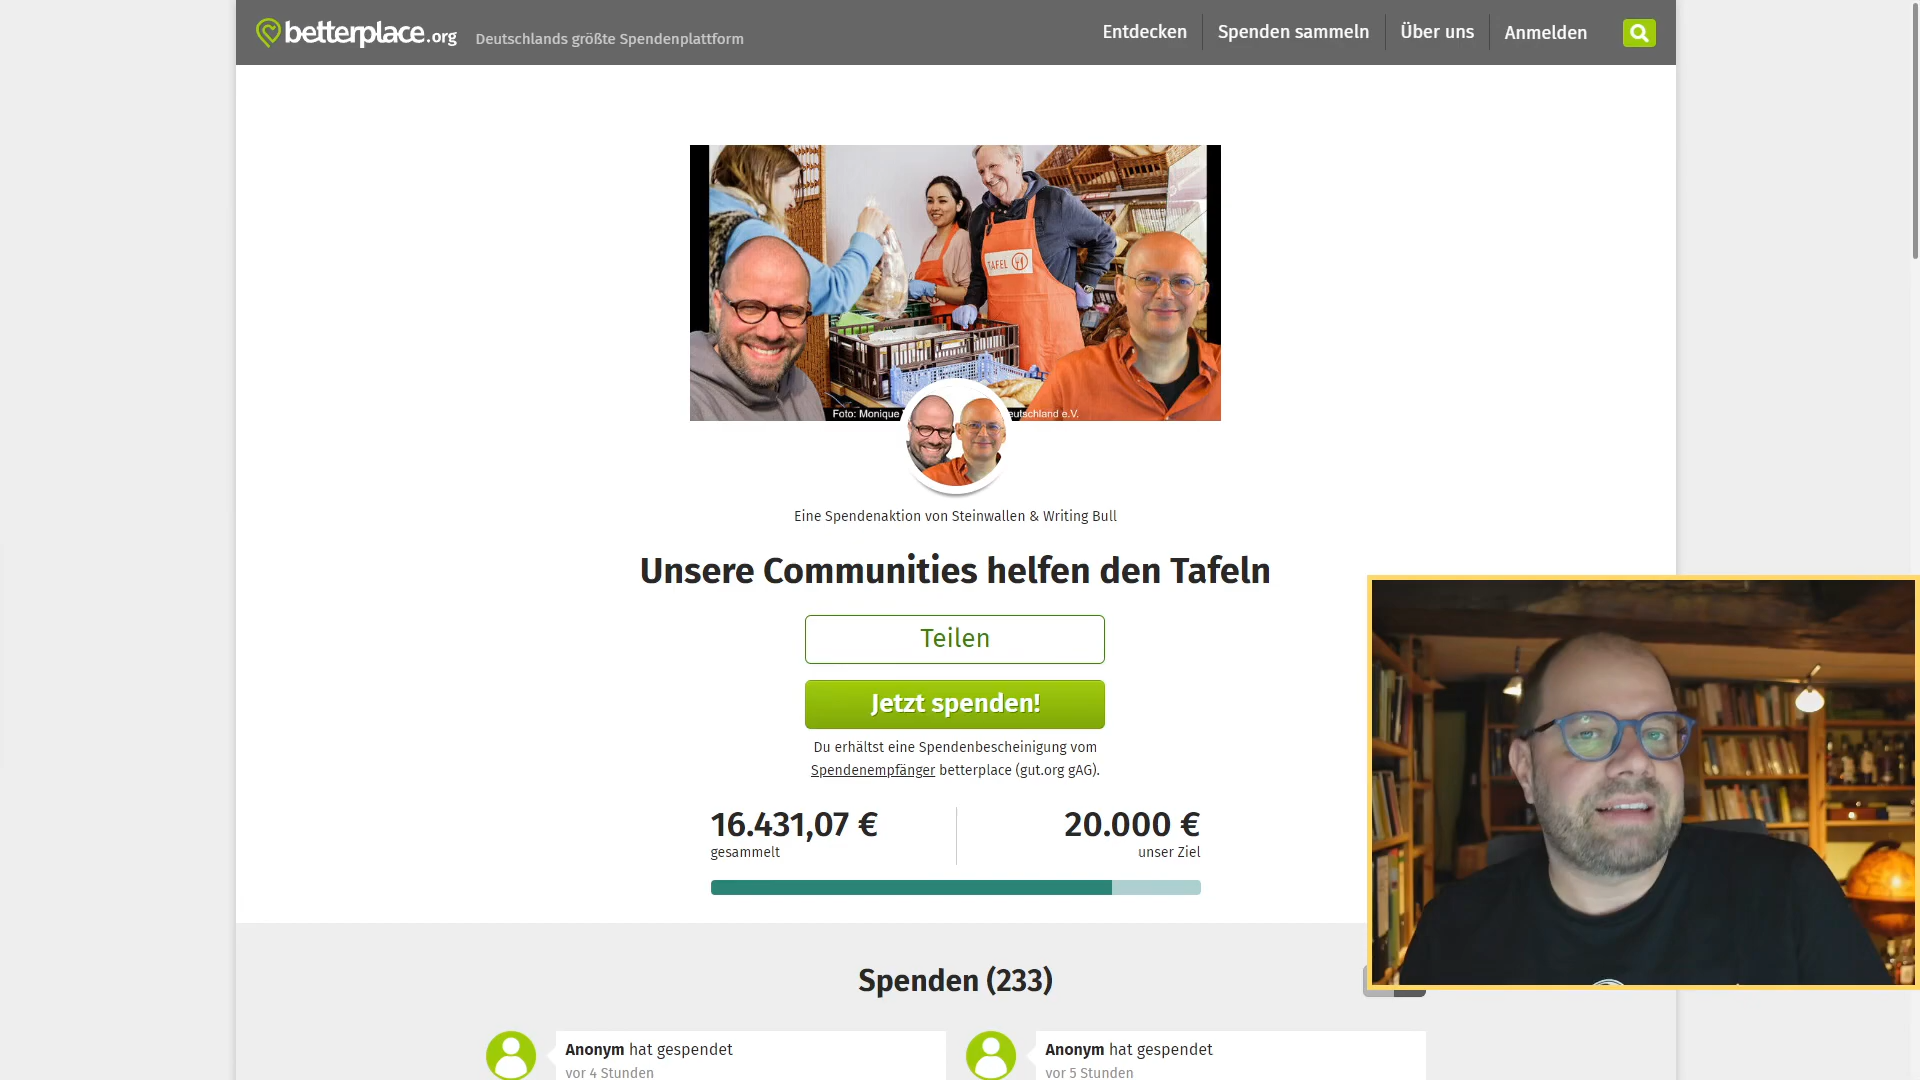 betterplace.org
Deutschlands größte Spendenplattform
Entdecken
Spenden sammeln
Über uns
Anmelden
TAFEL
Foto: Monique
eutschland e.V.
Eine Spendenaktion von Steinwallen & Writing Bull
Unsere Communities helfen den Tafeln
Teilen
Jetzt spenden!
Du erhältst eine Spendenbescheinigung vom
Spendenempfänger betterplace (gut.org gAG).
16.431,07 €
gesammelt
20.000 €
unser Ziel
Spenden (233)
Anonym hat gespendet
vor 4 Stunden
Anonym hat gespendet
vor 5 Stunden